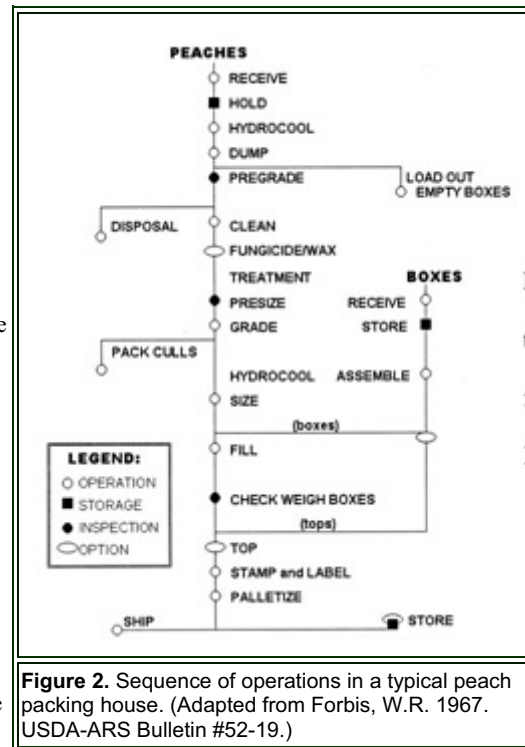 PEACHES
RECEIVE
HOLD
HYDROCOOL
DUMP
PREGRADE
LOAD OUT
EMPTY BOXES
DISPOSAL
CLEAN
FUNGICIDE/WAX
TREATMENT
PRESIZE
GRADE
PACK CULLS
HYDROCOOL
SIZE
BOXES
RECEIVE
STORE
ASSEMBLE
(boxes)
FILL
CHECK WEIGH BOXES
(tops)
TOP
STAMP and LABEL
PALLETIZE
SHIP
STORE
LEGEND:
OPERATION
STORAGE
INSPECTION
OPTION
Figure 2. Sequence of operations in a typical peach
packing house. (Adapted from Forbis, W.R. 1967.
USDA-ARS Bulletin #52-19.)